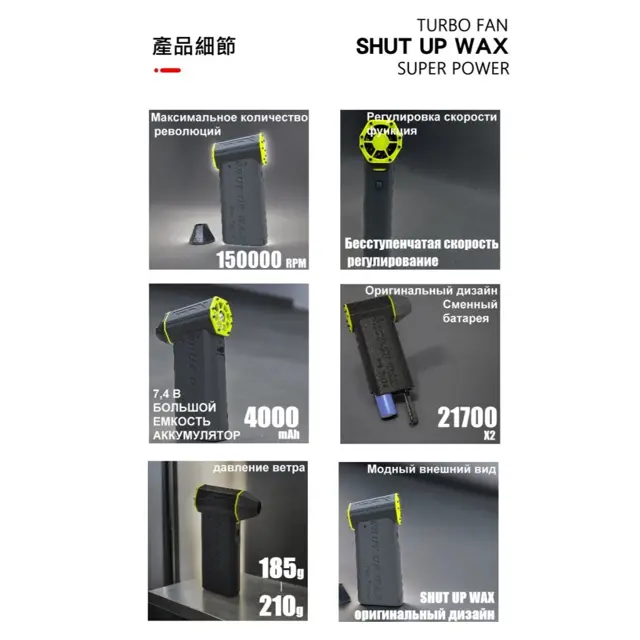 產品細節
TURBO FAN
SHUT UP WAX
SUPER POWER
Максимальное количество
революций
150000 RPM
Регулировка скорости
функция
Бесступенчатая скорость
регулирование
7,4 В
БОЛЬШОЙ
ЕМКОСТЬ
АККУМУЛЯТОР
4000
mAh
Оригинальный дизайн
Сменный
батарея
21700
X2
давление ветра
185g
210g
Модный внешний вид
SHUT UP WAX
оригинальный дизайн